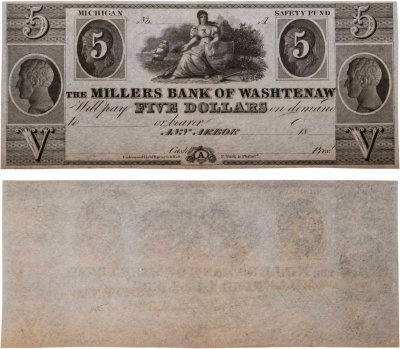 MICHIGAN No. A SAFETY FUND
5 5 5 5
THE MILLERS BANK OF WASHTENAW
Will pay FIVE DOLLARS on demand
to or bearer
ANN ARBOR 18
Cash.r Pres.t
V A V